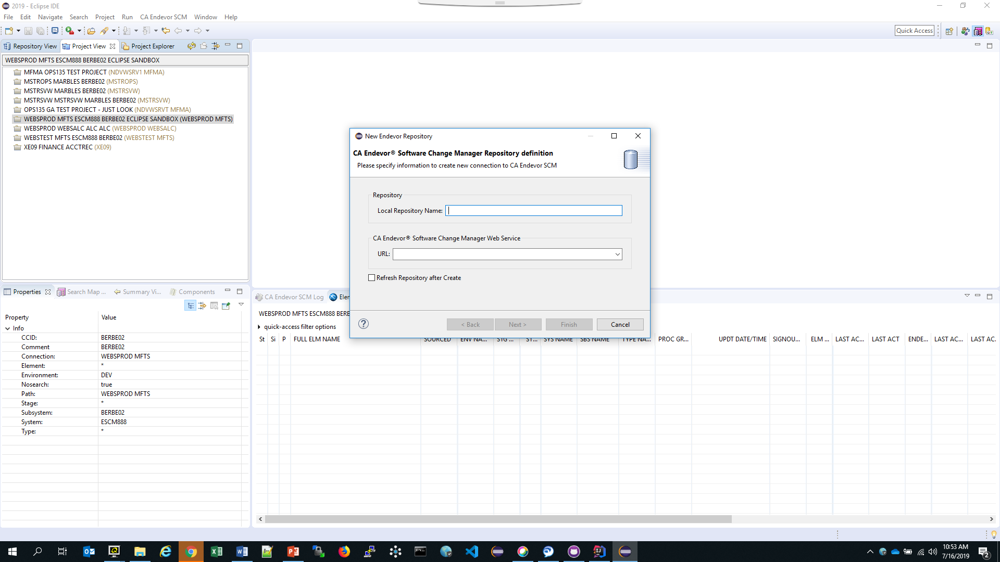 2019 - Eclipse IDE
File Edit Navigate Search Project Run CA Endevor SCM Window Help
Quick Access
Repository View Project View Project Explorer
WEBSPROD MFTS ESCM888 BERBE02 ECLIPSE SANDBOX
MFMA OPS135 TEST PROJECT (NDVWSRV1 MFMA)
MSTROPS MARBLES BERBE02 (MSTROPS)
MSTRSVW MARBLES BERBE02 (MSTRSVW)
MSTRSVW MSTRSVW MARBLES BERBE02 (MSTRSVW)
OPS135 GA TEST PROJECT - JUST LOOK (NDVWSRVT MFMA)
WEBSPROD MFTS ESCM888 BERBE02 ECLIPSE SANDBOX (WEBSPROD MFTS)
WEBSPROD WEBSALC ALC ALC (WEBSPROD WEBSALC)
WEBSTEST MFTS ESCM888 BERBE02 (WEBSTEST MFTS)
XE09 FINANCE ACCTREC (XE09)
New Endevor Repository
CA Endevor® Software Change Manager Repository definition
Please specify information to create new connection to CA Endevor SCM
Repository
Local Repository Name:
CA Endevor® Software Change Manager Web Service
URL:
Refresh Repository after Create
< Back Next > Finish Cancel
Properties Search Map ... Summary Vi... Components
Property Value
Info
CCID: BERBE02
Comment BERBE02
Connection: WEBSPROD MFTS
Element: *
Environment: DEV
Nosearch: true
Path: WEBSPROD MFTS
Stage: *
Subsystem: BERBE02
System: ESCM888
Type: *
CA Endevor SCM Log Eler
WEBSPROD MFTS ESCM888 BERE
quick-access filter options
St Si P FULL ELM NAME SOURCED ENV NA... STG ... ST... SYS NAME SBS NAME TYPE NA... PROC GR... UPDT DATE/TIME SIGNOU... ELM ... LAST AC... LAST ACT ENDE... LAST AC... LAST AC.
10:53 AM
7/16/2019
2